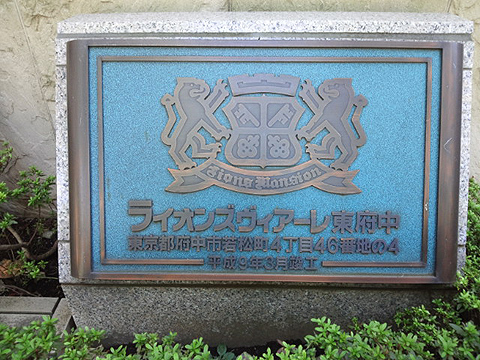 Lions Mansion
ライオンズヴィアーレ東府中
東京都府中市若松町4丁目46番地の4
平成9年3月竣工